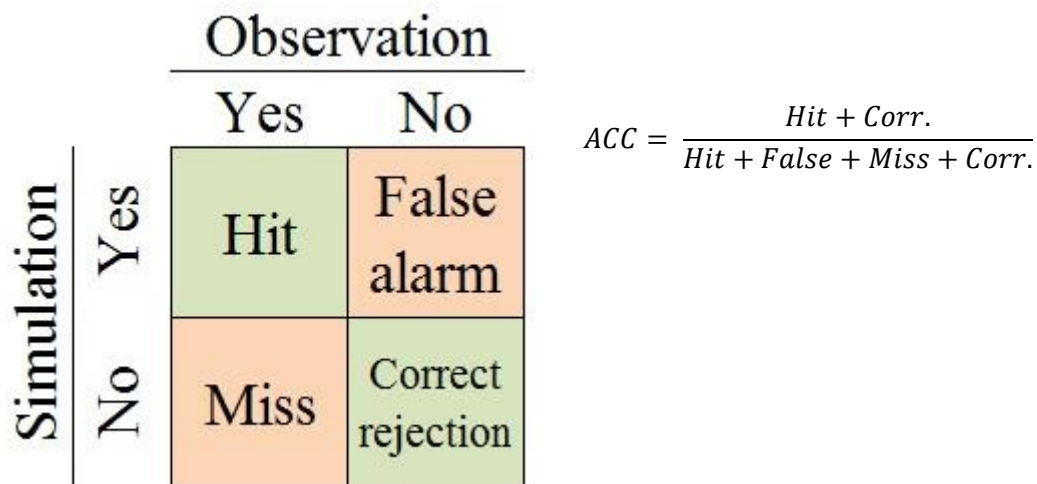 Observation
Yes No
Simulation
Yes
Hit
False
alarm
No
Miss
Correct
rejection
ACC = Hit + Corr.
Hit + False + Miss + Corr.